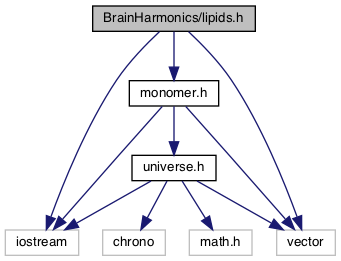 BrainHarmonics/lipids.h
monomer.h
universe.h
iostream
chrono
math.h
vector